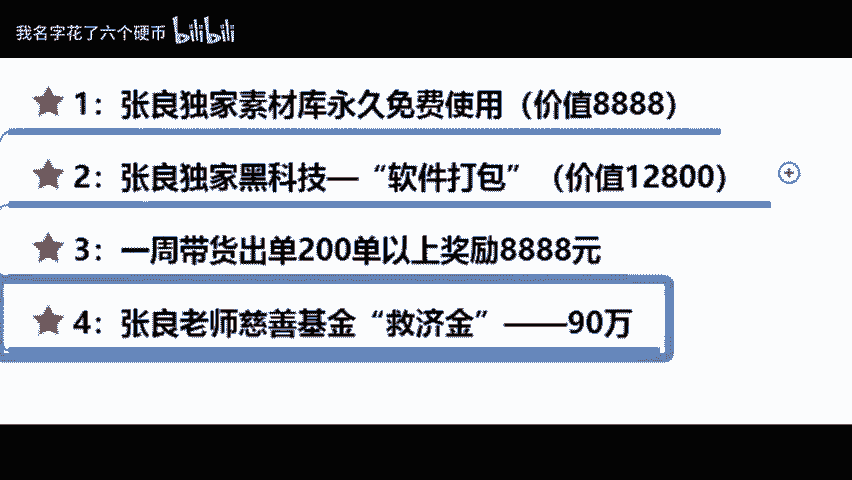 我名字花了六个硬币 bilibili
★ 1：张良独家素材库永久免费使用（价值8888）
★ 2：张良独家黑科技—“软件打包”（价值12800）
★ 3：一周带货出单200单以上奖励8888元
★ 4：张良老师慈善基金“救济金”——90万